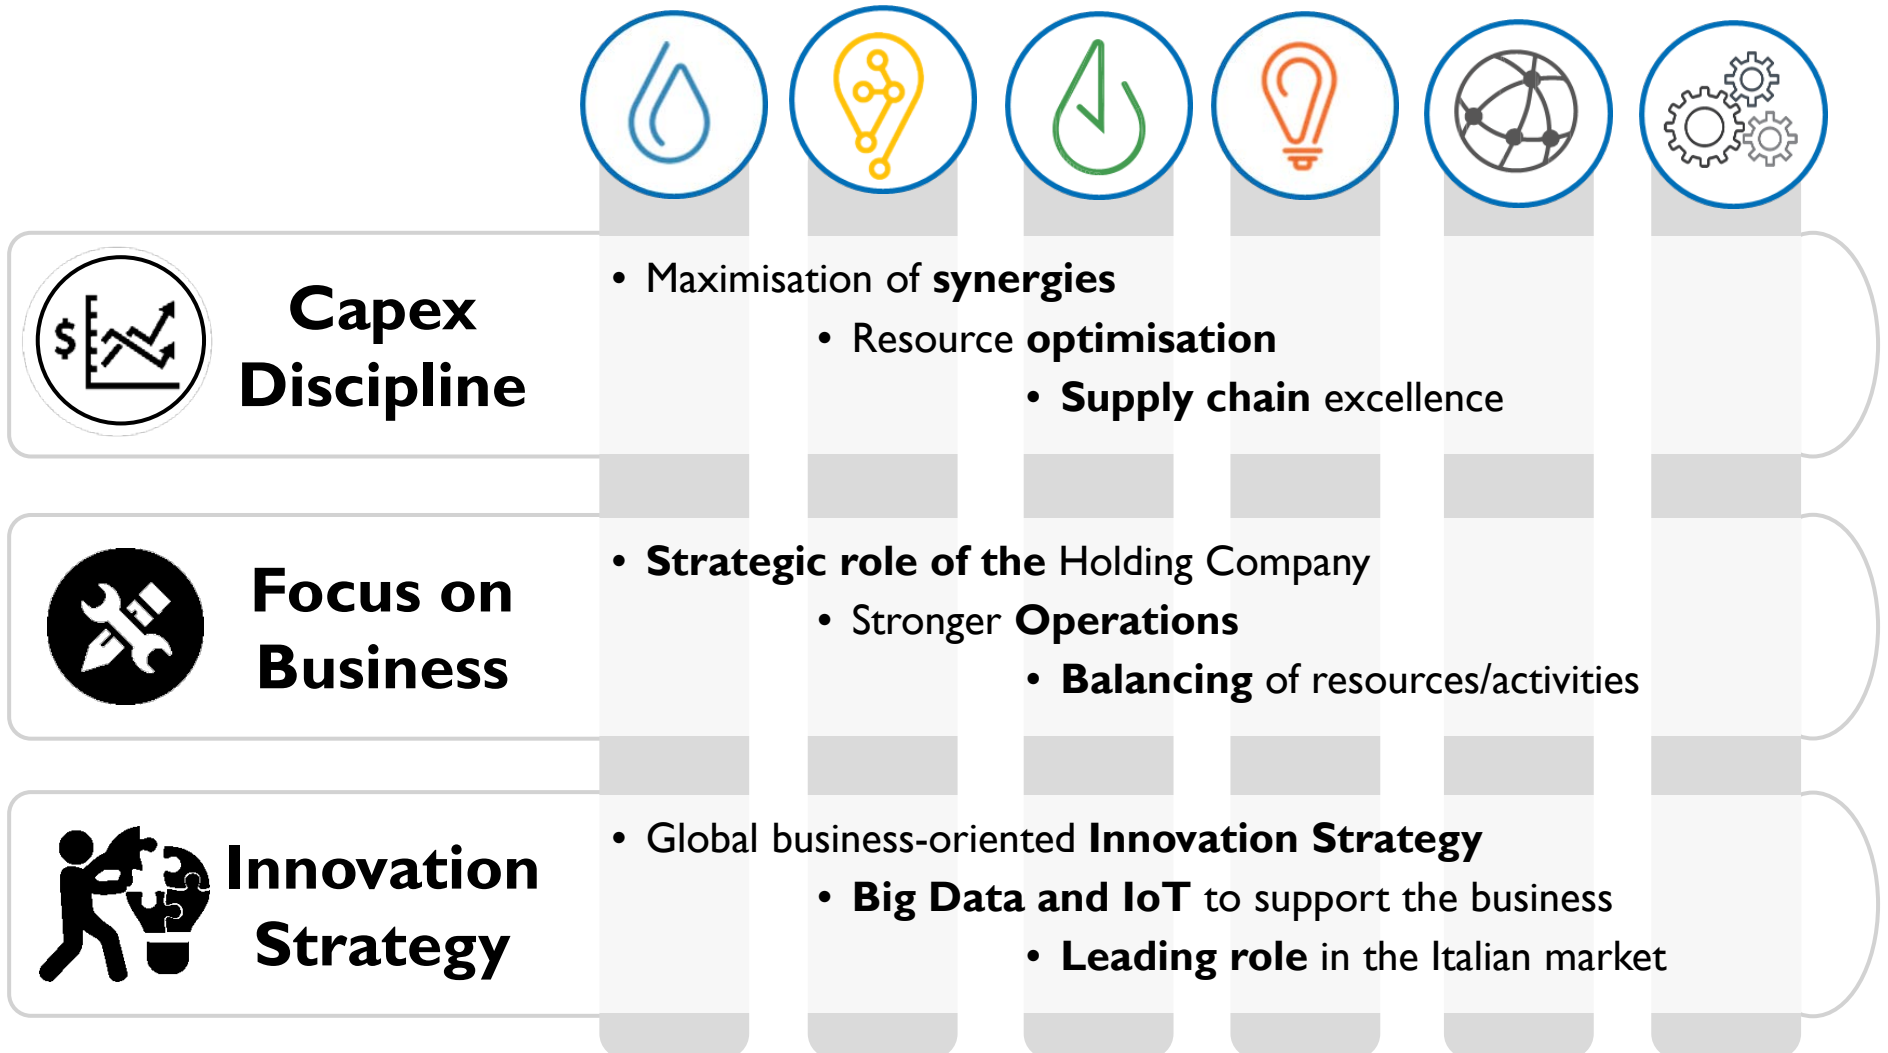 Capex
Discipline
• Maximisation of synergies
• Resource optimisation
• Supply chain excellence
Focus on
Business
• Strategic role of the Holding Company
• Stronger Operations
• Balancing of resources/activities
Innovation
Strategy
• Global business-oriented Innovation Strategy
• Big Data and IoT to support the business
• Leading role in the Italian market